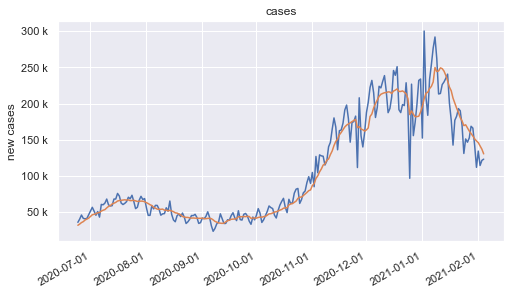 cases
300 k
250 k
200 k
150 k
100 k
50 k
new cases
2020-07-01
2020-08-01
2020-09-01
2020-10-01
2020-11-01
2020-12-01
2021-01-01
2021-02-01